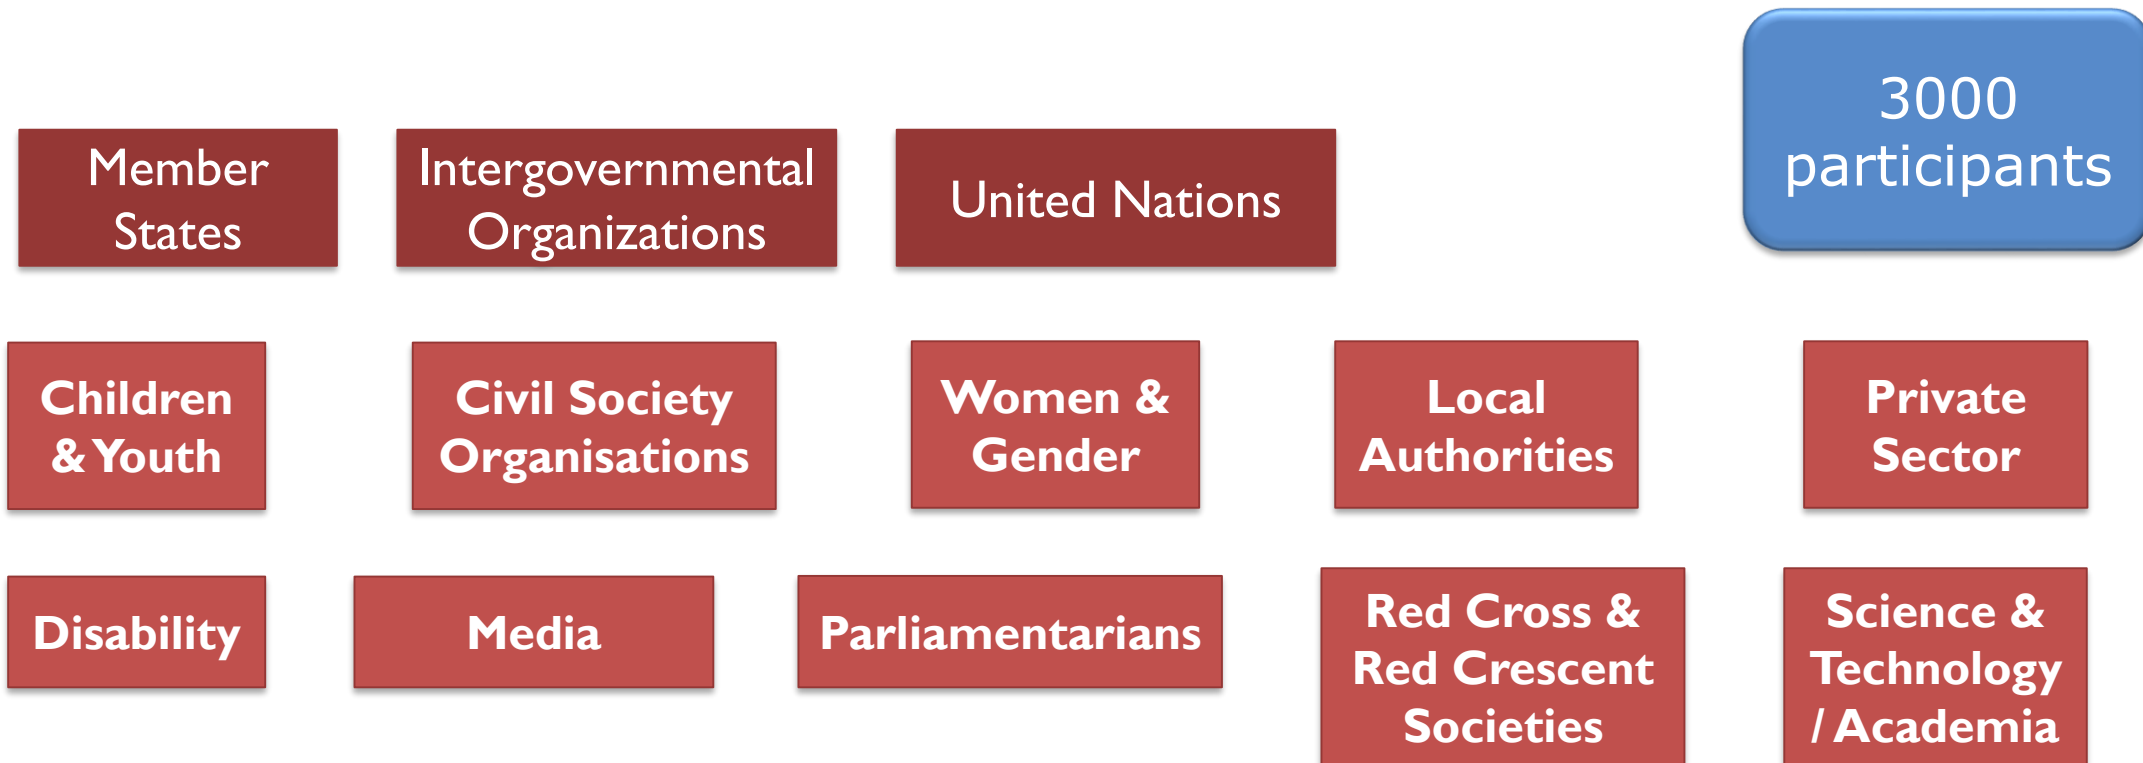 3000
participants
Member
States
Intergovernmental
Organizations
United Nations
Children
& Youth
Civil Society
Organisations
Women &
Gender
Local
Authorities
Private
Sector
Disability
Media
Parliamentarians
Red Cross &
Red Crescent
Societies
Science &
Technology
/ Academia